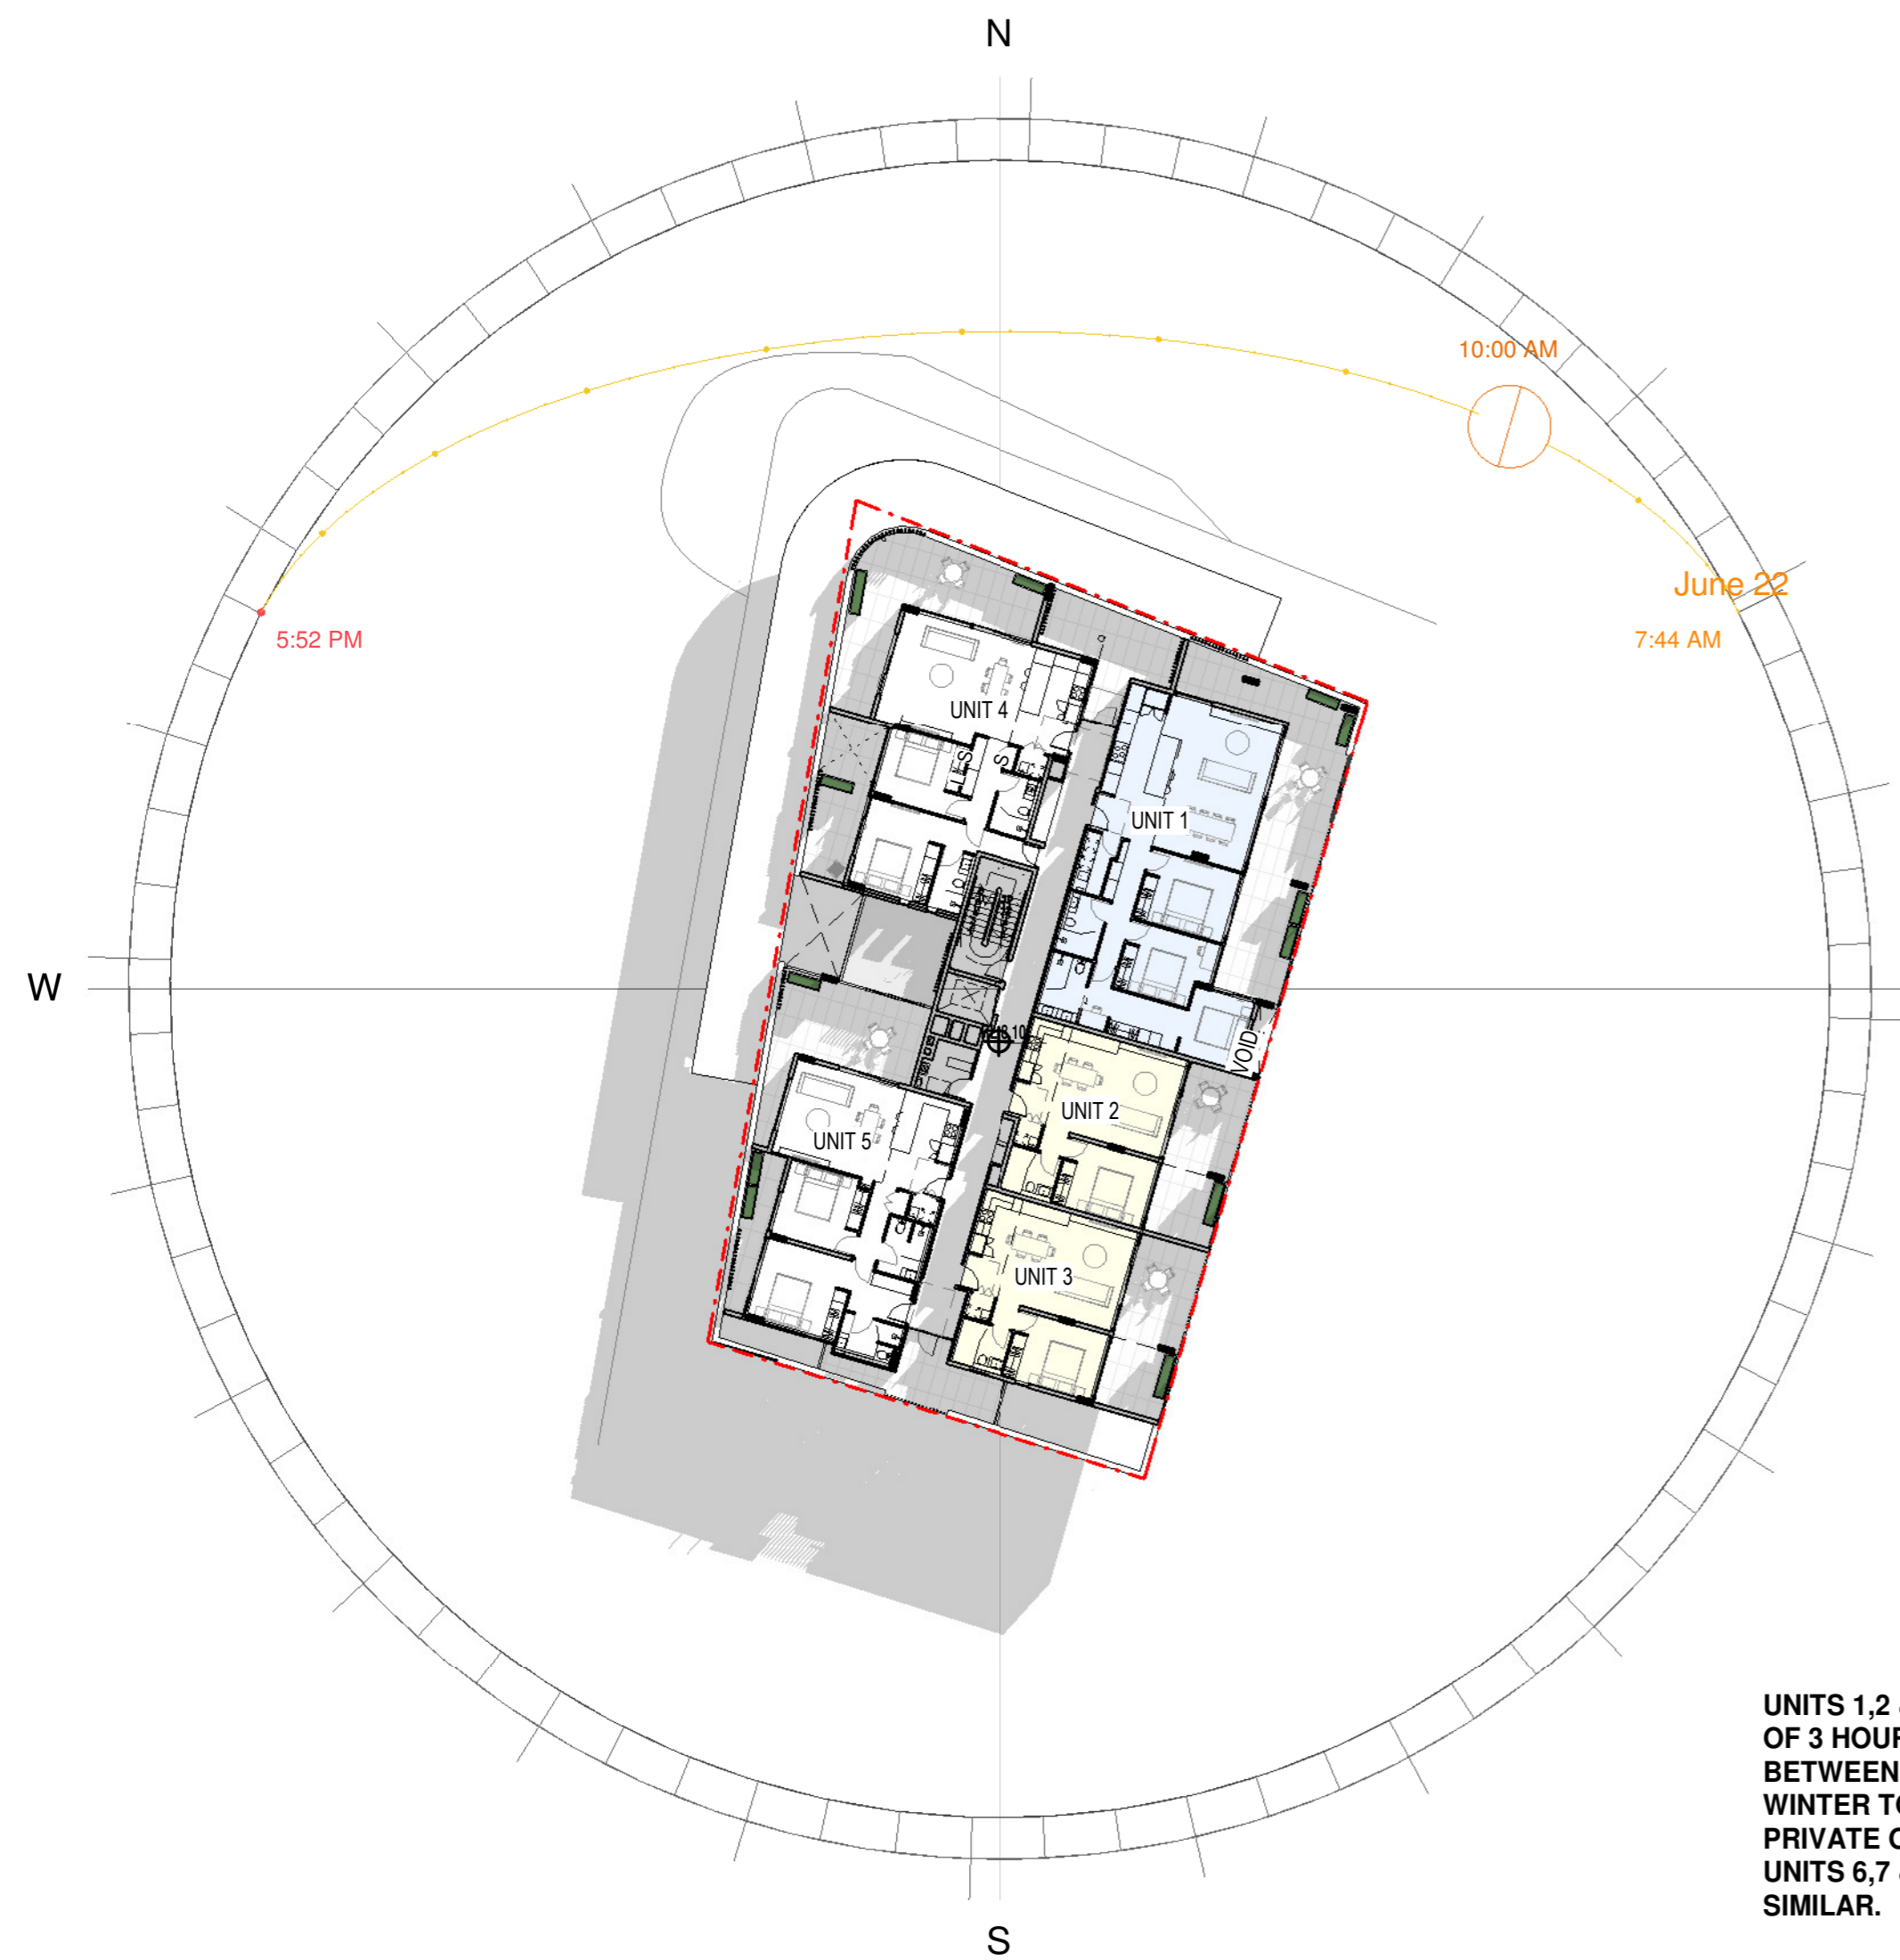 N
10:00 AM
June 22
7:44 AM
5:52 PM
UNIT 4
S
UNIT 1
W
VOID
UNIT 2
UNIT 5
UNIT 3
UNITS 1,2
OF 3 HOUR
BETWEEN
WINTER TO
PRIVATE O
UNITS 6,7
SIMILAR.
S